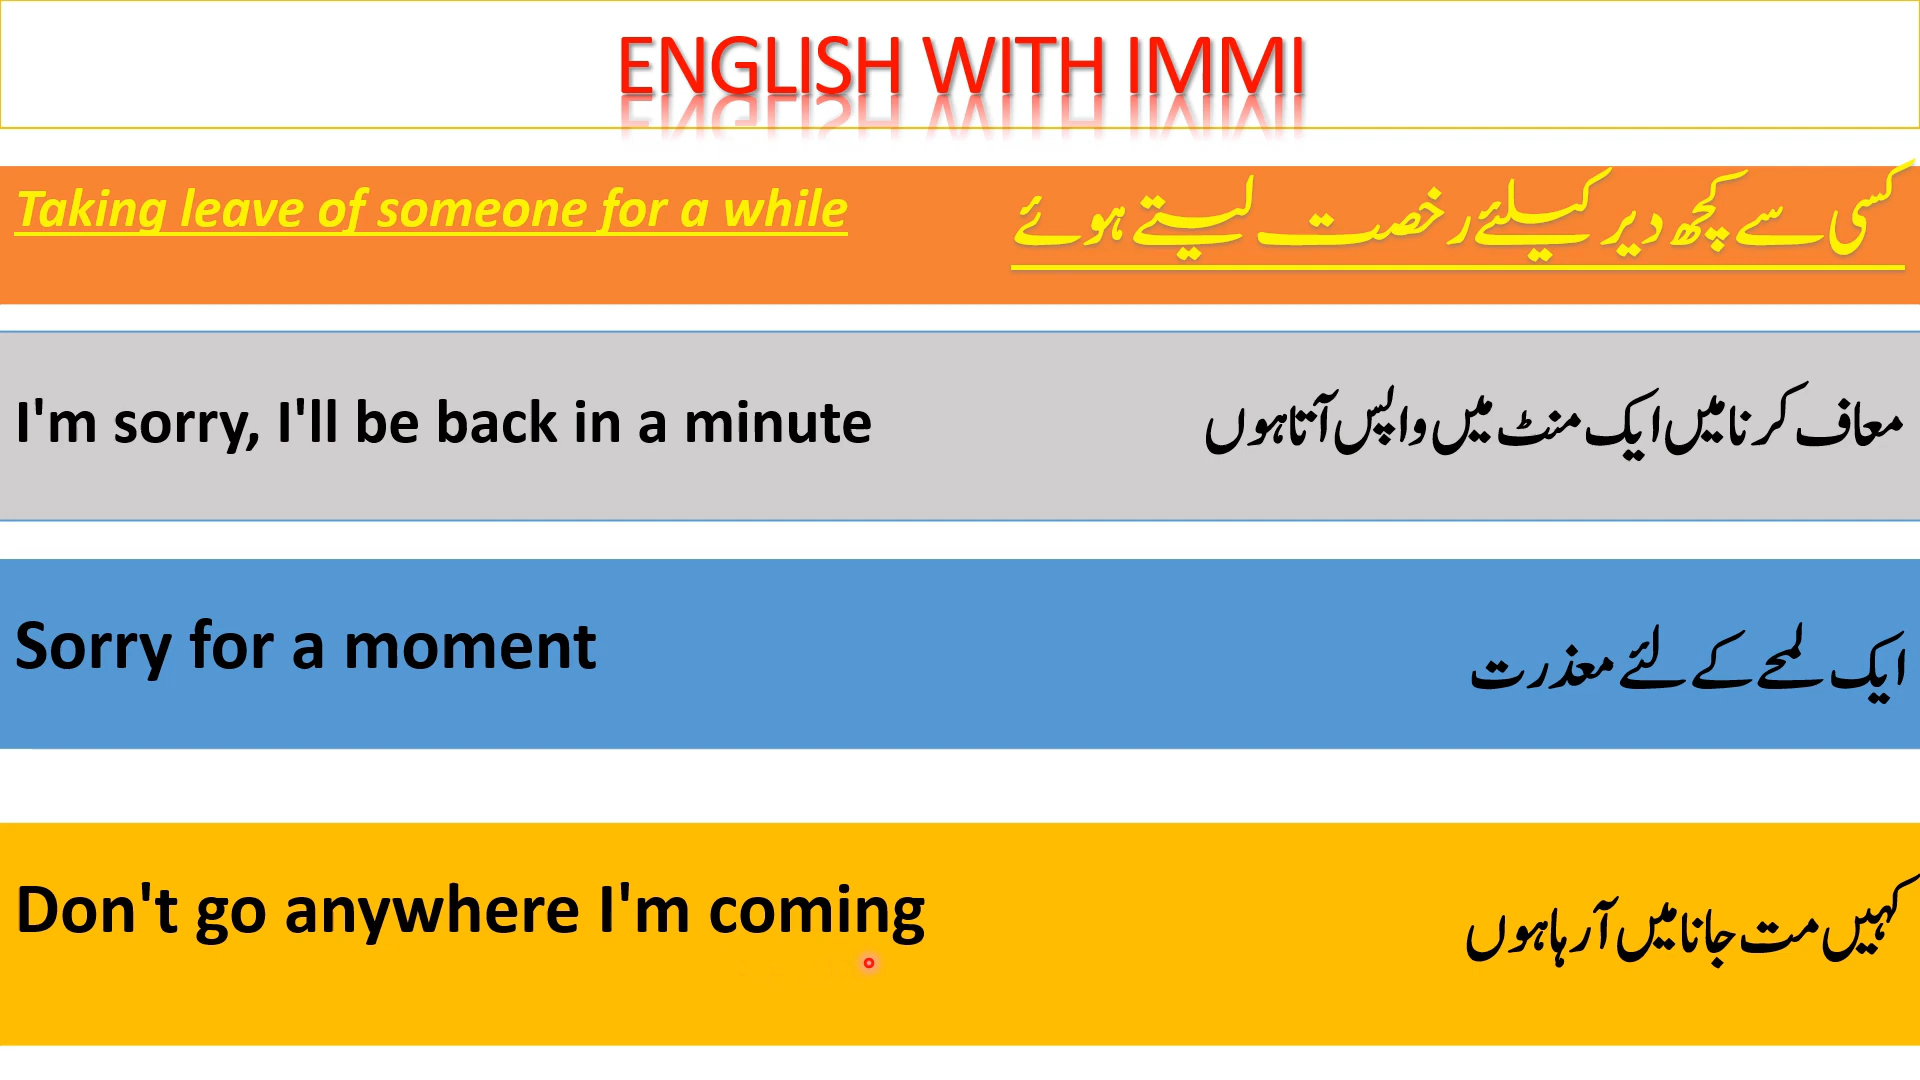 ENGLISH WITH IMMI
Taking leave of someone for a while
کسی سے کچھ دیر کیلئے رخصت لیتے ہوئے
I'm sorry, I'll be back in a minute
معاف کرنا میں ایک منٹ میں واپس آتا ہوں
Sorry for a moment
ایک لمحے کے لئے معذرت
Don't go anywhere I'm coming
کہیں مت جانا میں آ رہا ہوں